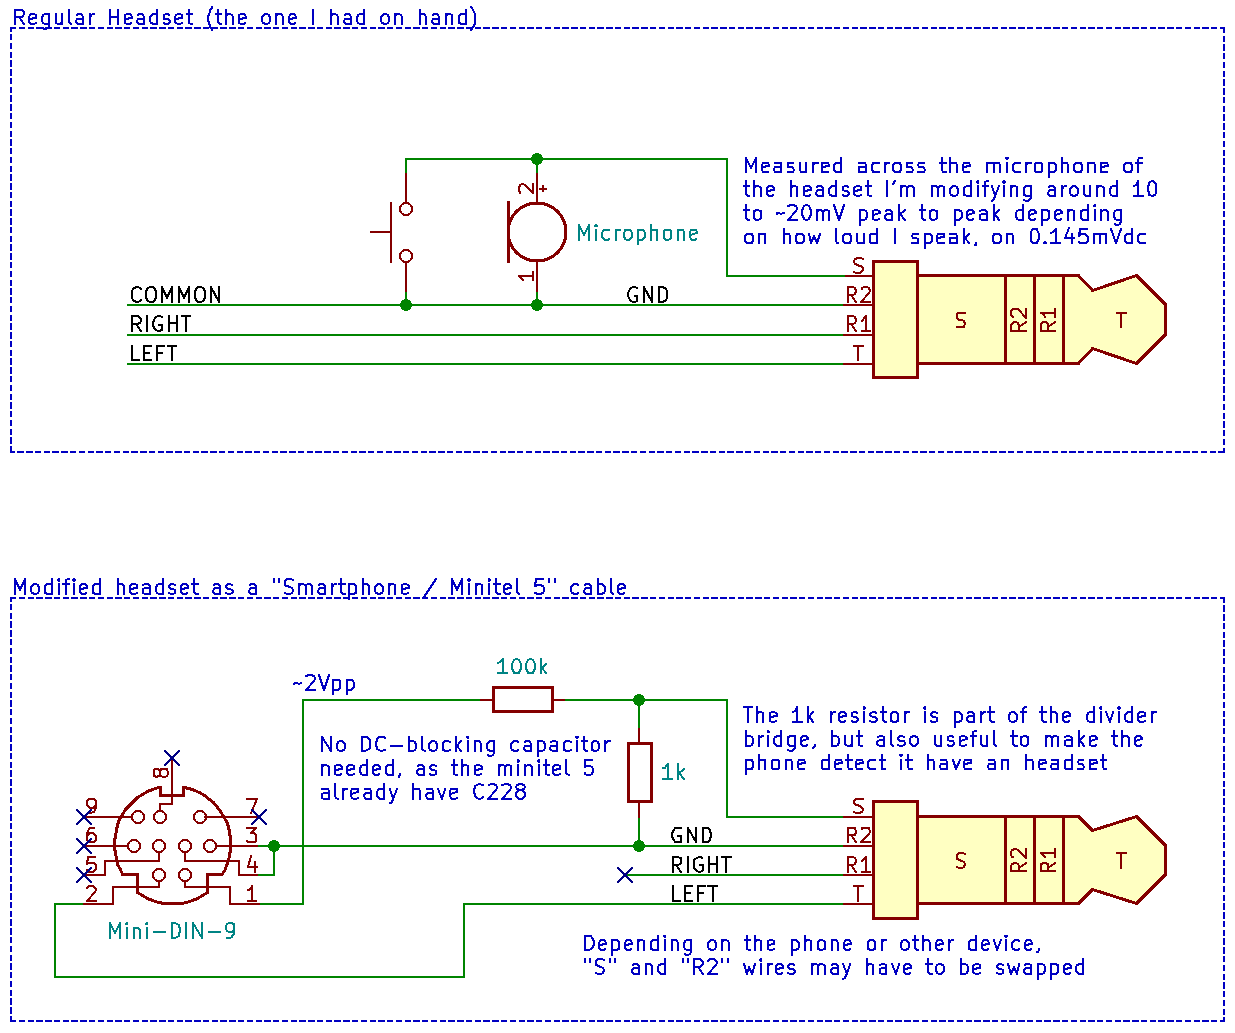 Regular Headset (the one I had on hand)
Measured across the microphone of
the headset I'm modifying around 10
to ~20mV peak to peak depending
on how loud I speak, on 0.145mVdc
2 +
Microphone
1
COMMON
GND
RIGHT
LEFT
S
R2
R1
T
S
R2
R1
T
Modified headset as a "Smartphone / Minitel 5" cable
~2Vpp
100k
No DC-blocking capacitor
needed, as the minitel 5
already have C228
1k
The 1k resistor is part of the divider
bridge, but also useful to make the
phone detect it have an headset
8
9
7
6
3
5
4
2
1
Mini-DIN-9
GND
RIGHT
LEFT
S
R2
R1
T
S
R2
R1
T
Depending on the phone or other device,
"S" and "R2" wires may have to be swapped